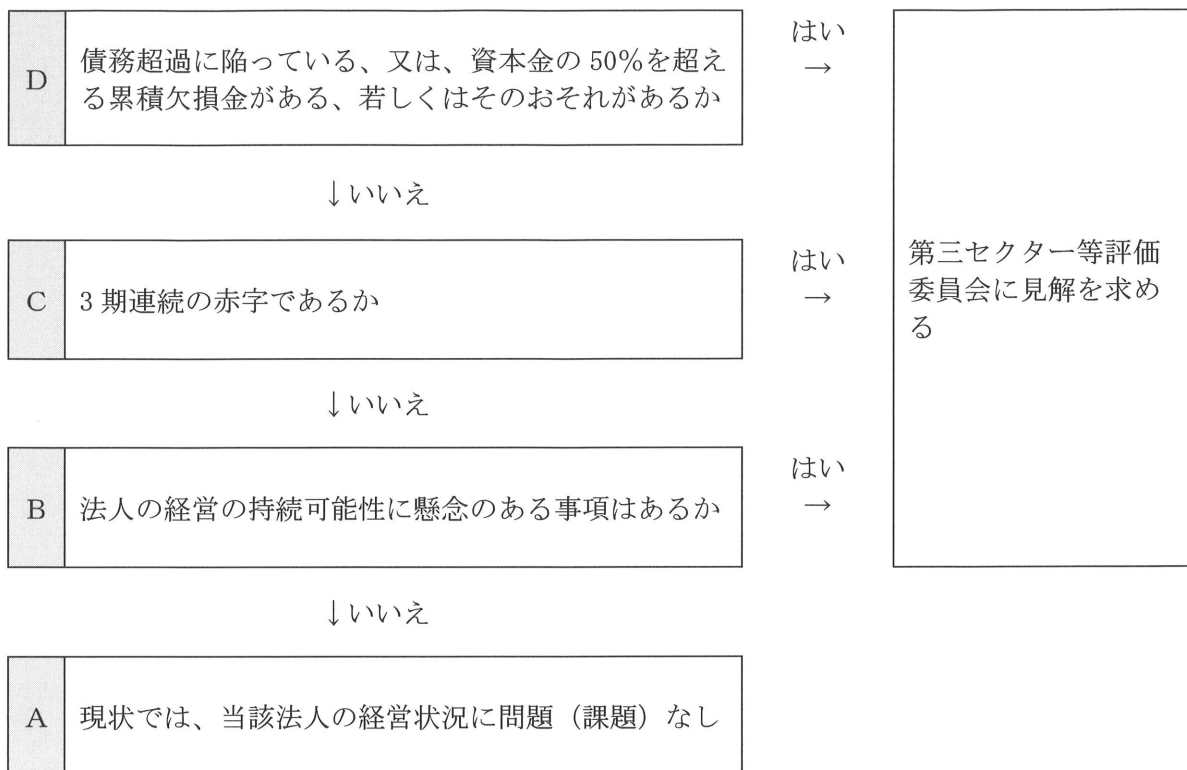 D
債務超過に陥っている、又は、資本金の50%を超え
る累積欠損金がある、若しくはそのおそれがあるか
はい
→
↓いいえ
C
3期連続の赤字であるか
はい
→
第三セクター等評価
委員会に見解を求め
る
↓いいえ
B
法人の経営の持続可能性に懸念のある事項はあるか
はい
→
↓いいえ
A
現状では、当該法人の経営状況に問題（課題）なし